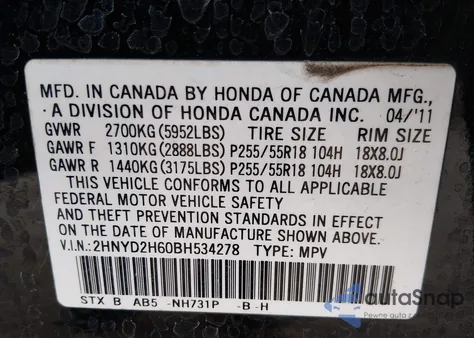 MFD. IN CANADA BY HONDA OF CANADA MFG.,
A DIVISION OF HONDA CANADA INC. 04/'11
GVWR 2700KG(5952LBS) TIRE SIZE RIM SIZE
GAWR F 1310KG(2888LBS) P255/55R18 104H 18X8.0J
GAWR R 1440KG(3175LBS) P255/55R18 104H 18X8.0J
THIS VEHICLE CONFORMS TO ALL APPLICABLE
FEDERAL MOTOR VEHICLE SAFETY
AND THEFT PREVENTION STANDARDS IN EFFECT ON
THE DATE OF MANUFACTURE SHOWN ABOVE.
V.I.N:2HNYD2H60BH534278 TYPE: MPV
STX B AB5 -NH731P -B-H
autaSnap
Pewne auto z